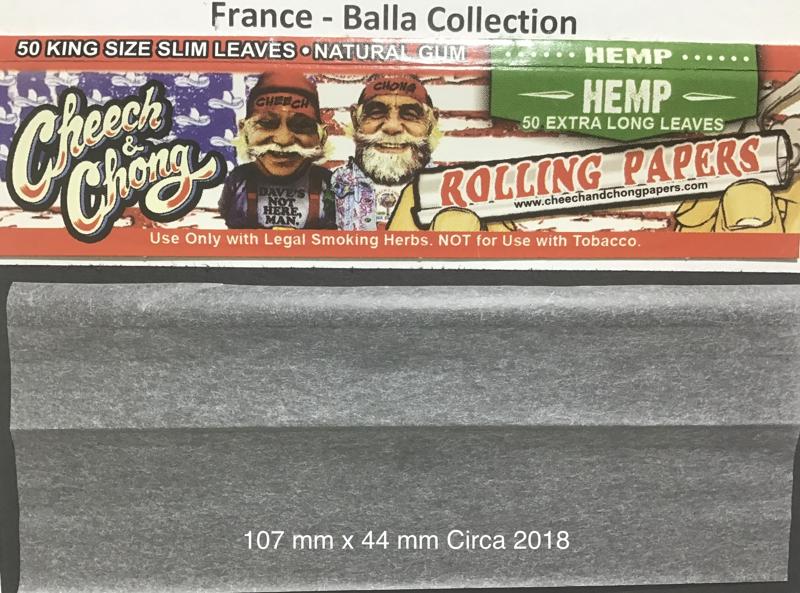 France - Balla Collection
50 KING SIZE SLIM LEAVES • NATURAL GUM
HEMP
HEMP
50 EXTRA LONG LEAVES
Cheech
&
Chong
CHEECH
CHONG
DAVE'S
NOT
HERE,
MAN.
ROLLING PAPERS
www.cheechandchongpapers.com
Use Only with Legal Smoking Herbs. NOT for Use with Tobacco.
107 mm x 44 mm Circa 2018